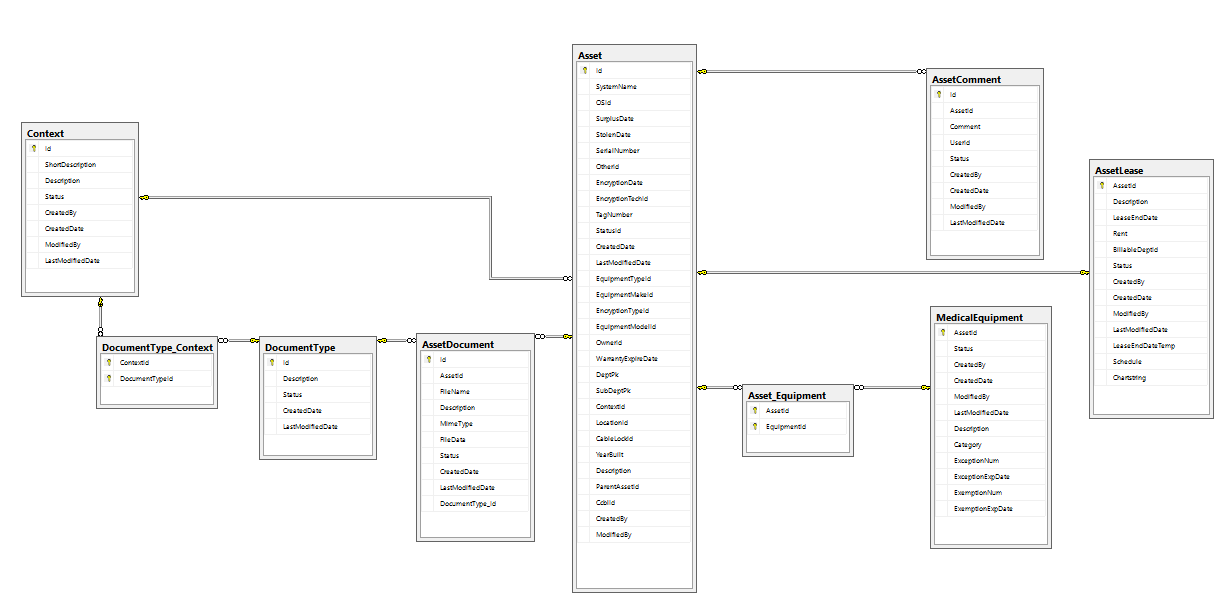 Context
Id
ShortDescription
Description
Status
CreatedBy
CreatedDate
ModifiedBy
LastModifiedDate
DocumentType_Context
ContextId
DocumentTypeId
DocumentType
Id
Description
Status
CreatedDate
LastModifiedDate
AssetDocument
Id
AssetId
FileName
Description
MimeType
FileData
Status
CreatedDate
LastModifiedDate
DocumentType_Id
Asset
Id
SystemName
OSId
SurplusDate
StolenDate
SerialNumber
OtherId
EncryptionDate
EncryptionTechId
TagNumber
StatusId
CreatedDate
LastModifiedDate
EquipmentTypeId
EquipmentMakeId
EncryptionTypeId
EquipmentModelId
OwnerId
WarrantyExpireDate
DeptPk
SubDeptPk
ContextId
LocationId
CableLockId
YearBuilt
Description
ParentAssetId
CcbId
CreatedBy
ModifiedBy
AssetComment
Id
AssetId
Comment
UserId
Status
CreatedBy
CreatedDate
ModifiedBy
LastModifiedDate
AssetLease
AssetId
Description
LeaseEndDate
Rent
BillableDeptId
Status
CreatedBy
CreatedDate
ModifiedBy
LastModifiedDate
LeaseEndDateTemp
Schedule
Chartstring
Asset_Equipment
AssetId
EquipmentId
MedicalEquipment
AssetId
Status
CreatedBy
CreatedDate
ModifiedBy
LastModifiedDate
Description
Category
ExceptionNum
ExceptionExpDate
ExemptionNum
ExemptionExpDate